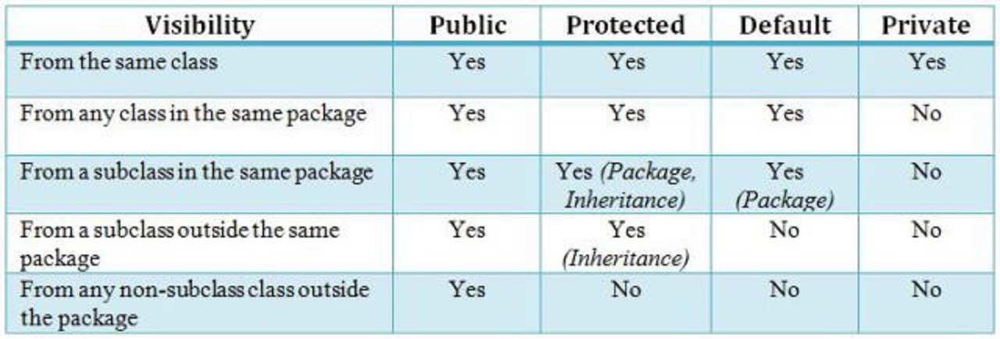 Visibility Public Protected Default Private
From the same class Yes Yes Yes Yes
From any class in the same package Yes Yes Yes No
From a subclass in the same package Yes Yes (Package, Yes No
Inheritance) (Package)
From a subclass outside the same Yes Yes No No
package (Inheritance)
From any non-subclass class outside Yes No No No
the package